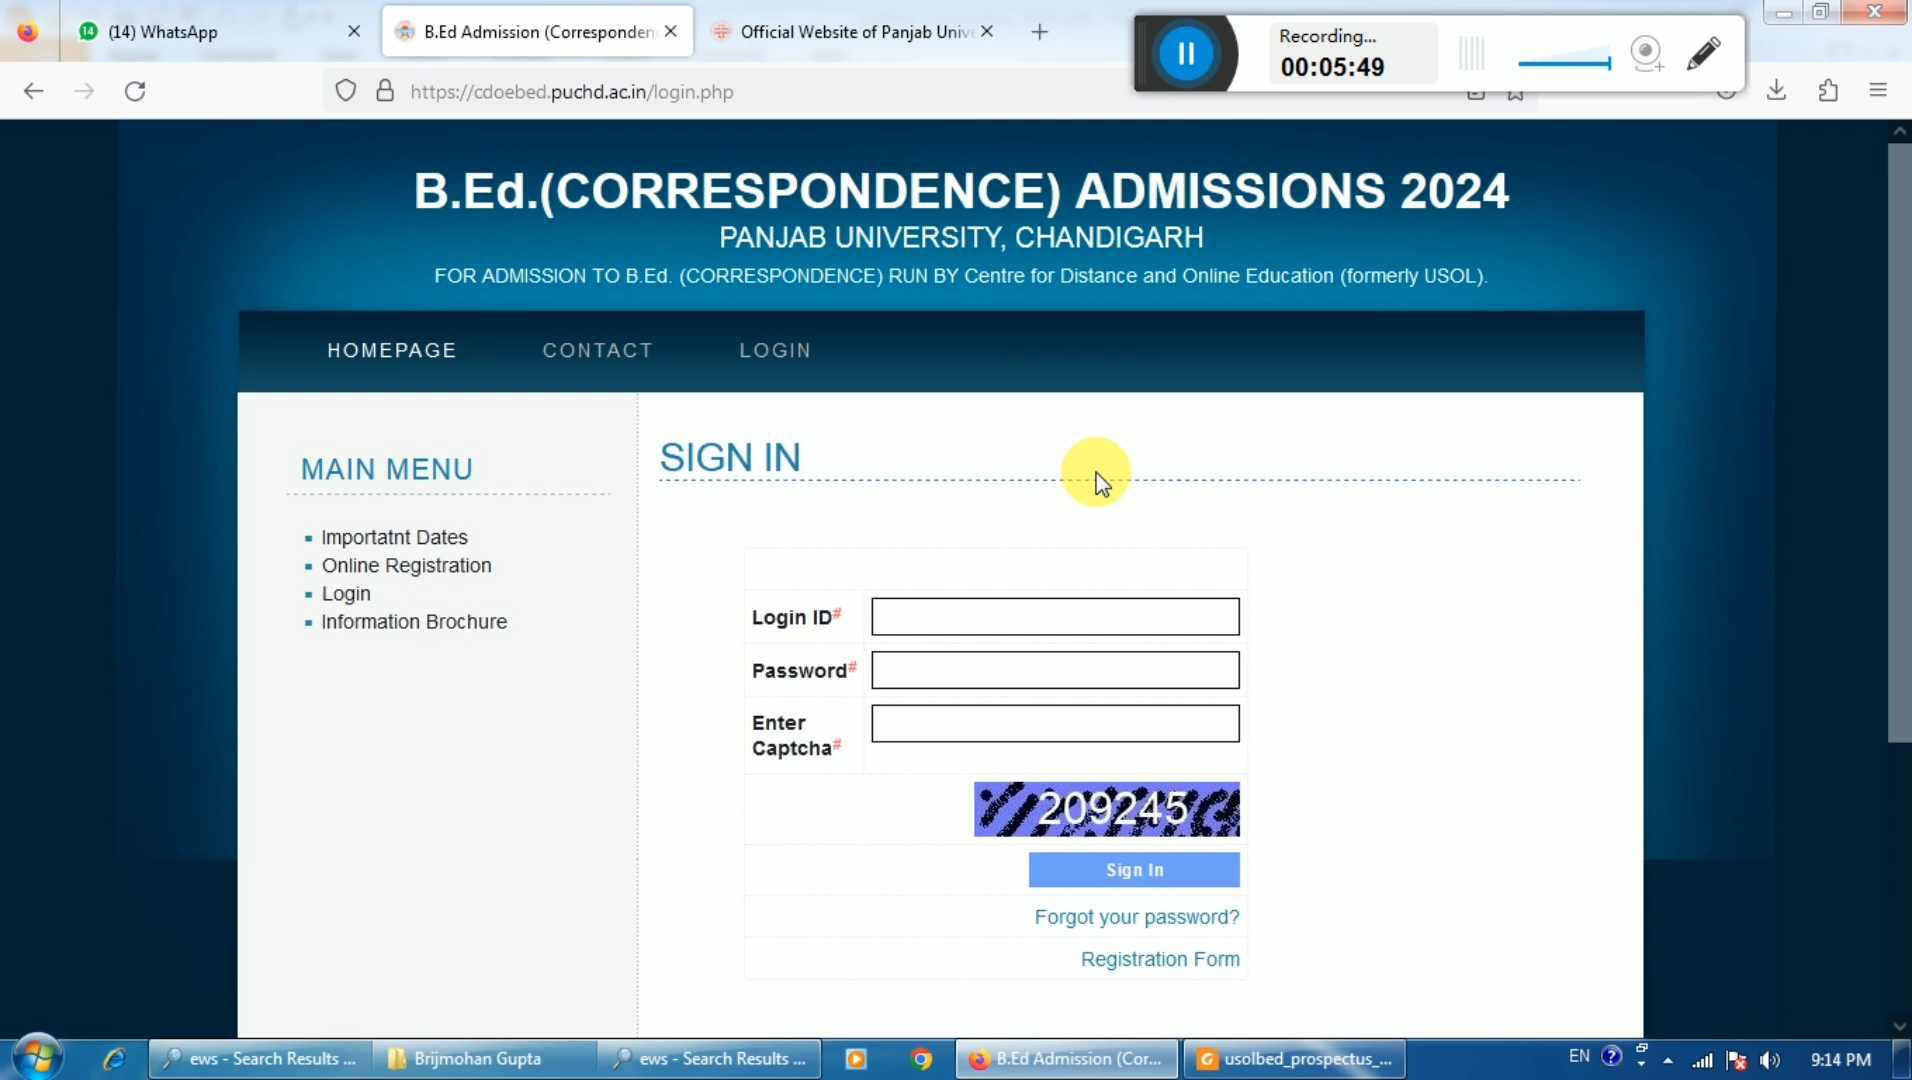 (14) WhatsApp
B.Ed Admission (Corresponden
Official Website of Panjab Unive
Recording...
00:05:49
https://cdoebed.puchd.ac.in/login.php
B.Ed.(CORRESPONDENCE) ADMISSIONS 2024
PANJAB UNIVERSITY, CHANDIGARH
FOR ADMISSION TO B.Ed. (CORRESPONDENCE) RUN BY Centre for Distance and Online Education (formerly USOL).
HOMEPAGE CONTACT LOGIN
MAIN MENU
Importatnt Dates
Online Registration
Login
Information Brochure
SIGN IN
Login ID#
Password#
Enter
Captcha#
209245
Sign In
Forgot your password?
Registration Form
ews - Search Results ...
Brijmohan Gupta
ews - Search Results ...
B.Ed Admission (Cor...
usolbed_prospectus_...
EN
9:14 PM